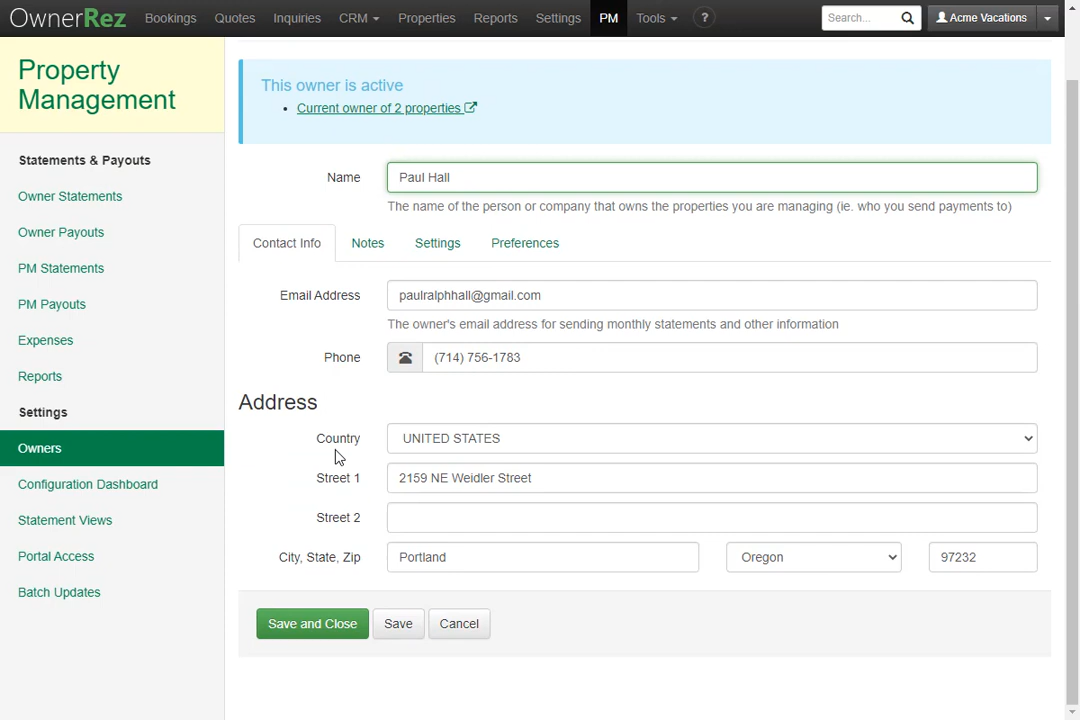 OwnerRez Bookings Quotes Inquiries CRM Properties Reports Settings PM Tools ? Search... Acme Vacations
Property
Management
Statements & Payouts
Owner Statements
Owner Payouts
PM Statements
PM Payouts
Expenses
Reports
Settings
Owners
Configuration Dashboard
Statement Views
Portal Access
Batch Updates
This owner is active
Current owner of 2 properties
Name Paul Hall
The name of the person or company that owns the properties you are managing (ie. who you send payments to)
Contact Info Notes Settings Preferences
Email Address paulralphhall@gmail.com
The owner's email address for sending monthly statements and other information
Phone (714) 756-1783
Address
Country UNITED STATES
Street 1 2159 NE Weidler Street
Street 2
City, State, Zip Portland Oregon 97232
Save and Close Save Cancel